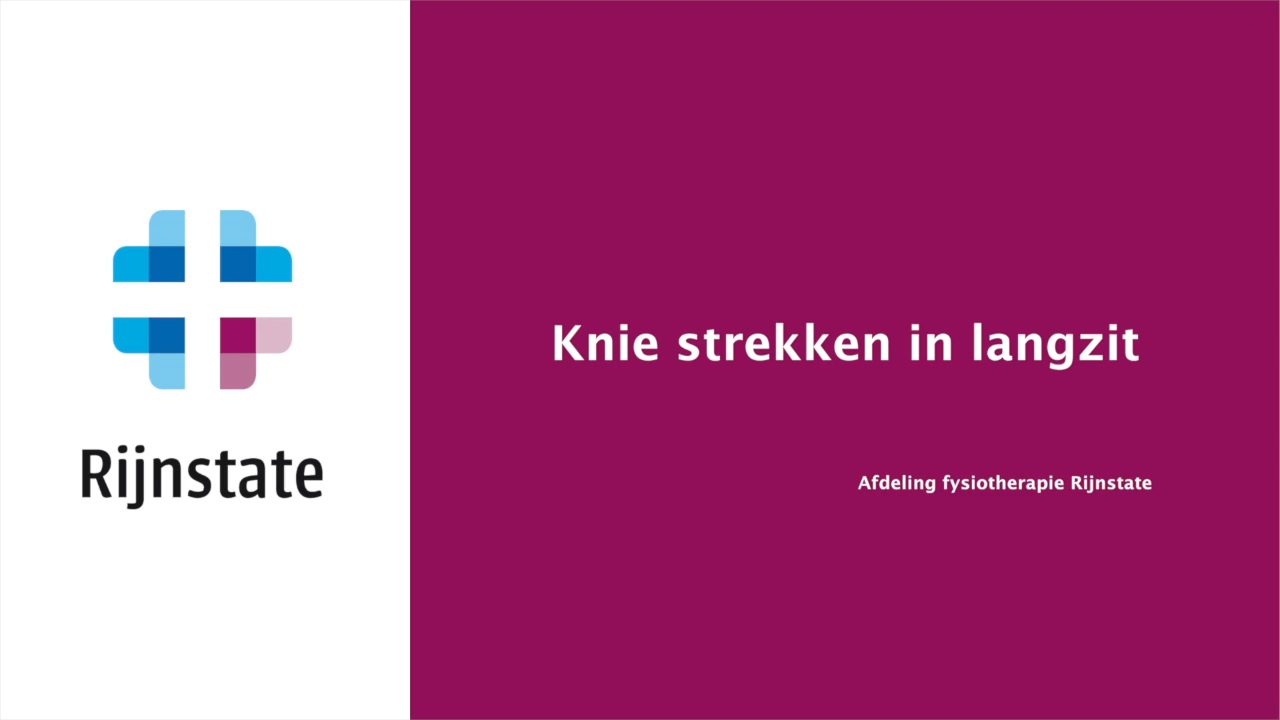 Rijnstate
Knie strekken in langzit
Afdeling fysiotherapie Rijnstate